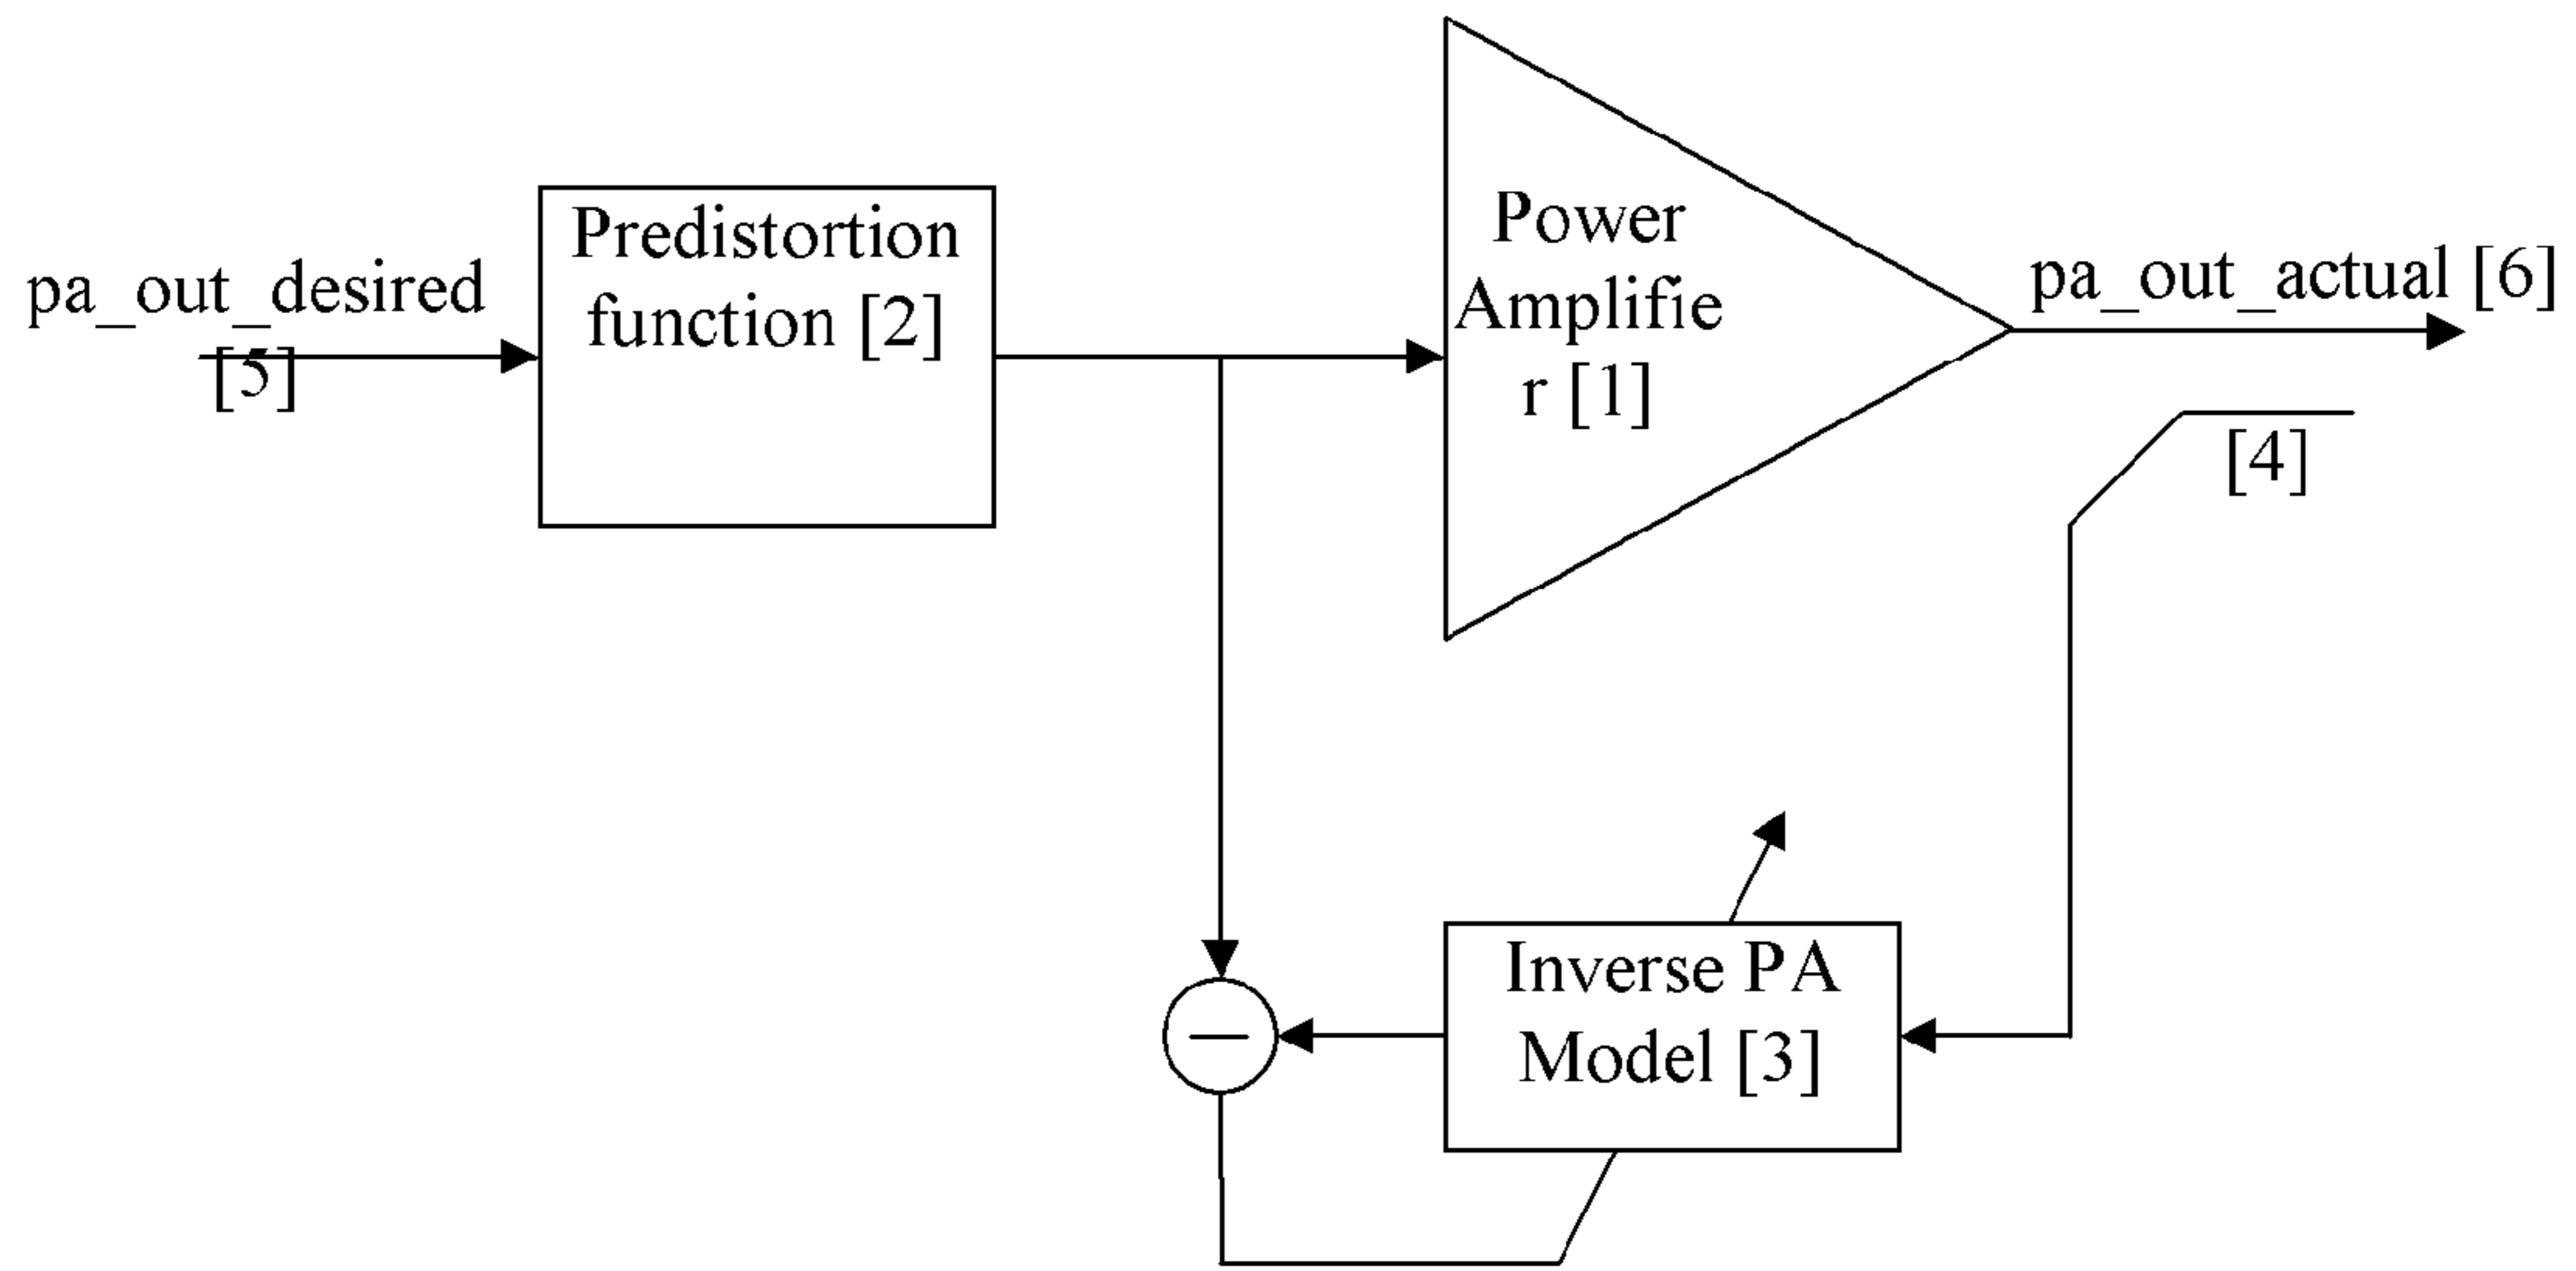 pa_out_desired
[5]
Predistortion
function [2]
Power
Amplifie
r [1]
pa_out_actual [6]
[4]
Inverse PA
Model [3]